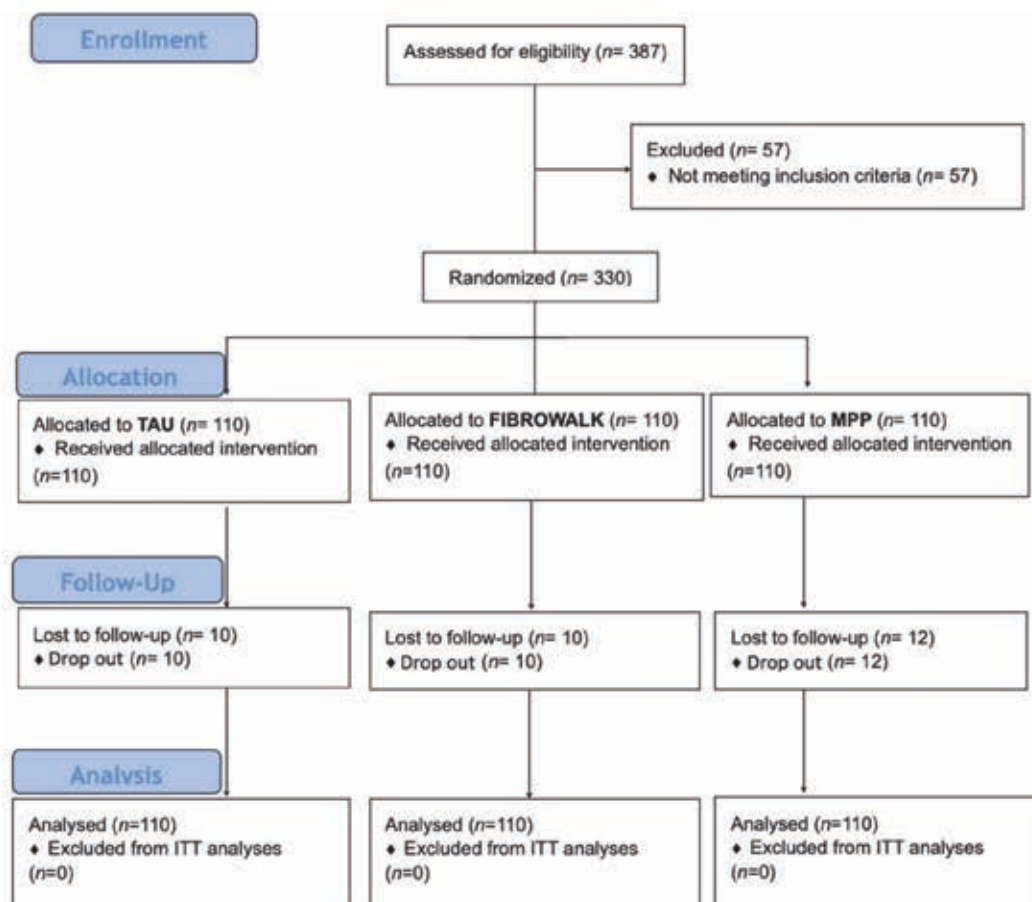 Enrollment
Assessed for eligibility (n= 387)
Excluded (n= 57)
♦ Not meeting inclusion criteria (n= 57)
Randomized (n= 330)
Allocation
Allocated to TAU (n= 110)
♦ Received allocated intervention
(n=110)
Allocated to FIBROWALK (n= 110)
♦ Received allocated intervention
(n=110)
Allocated to MPP (n= 110)
♦ Received allocated intervention
(n=110)
Follow-Up
Lost to follow-up (n= 10)
♦ Drop out (n= 10)
Lost to follow-up (n= 10)
♦ Drop out (n= 10)
Lost to follow-up (n= 12)
♦ Drop out (n= 12)
Analysis
Analysed (n=110)
♦ Excluded from ITT analyses
(n=0)
Analysed (n=110)
♦ Excluded from ITT analyses
(n=0)
Analysed (n=110)
♦ Excluded from ITT analyses
(n=0)